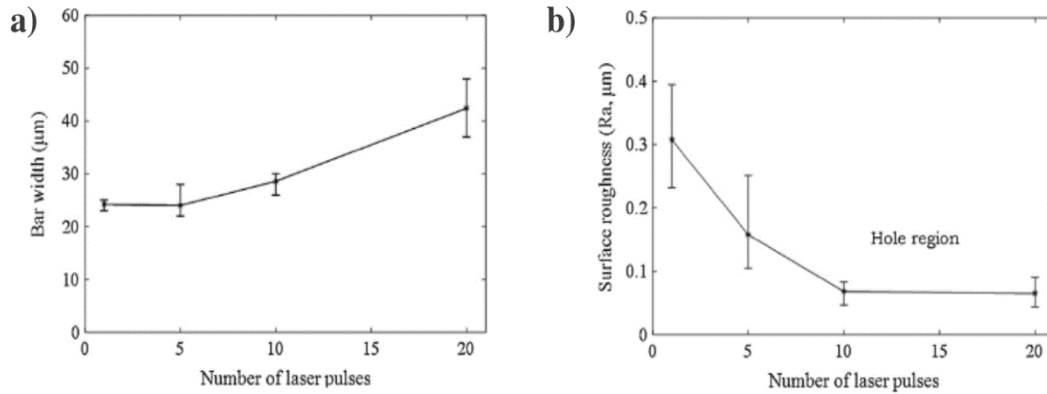 a)
60
50
40
30
20
10
0
Bar width (μm)
0 5 10 15 20
Number of laser pulses
b)
0.5
0.4
0.3
0.2
0.1
0
Surface roughness (Ra, μm)
Hole region
0 5 10 15 20
Number of laser pulses